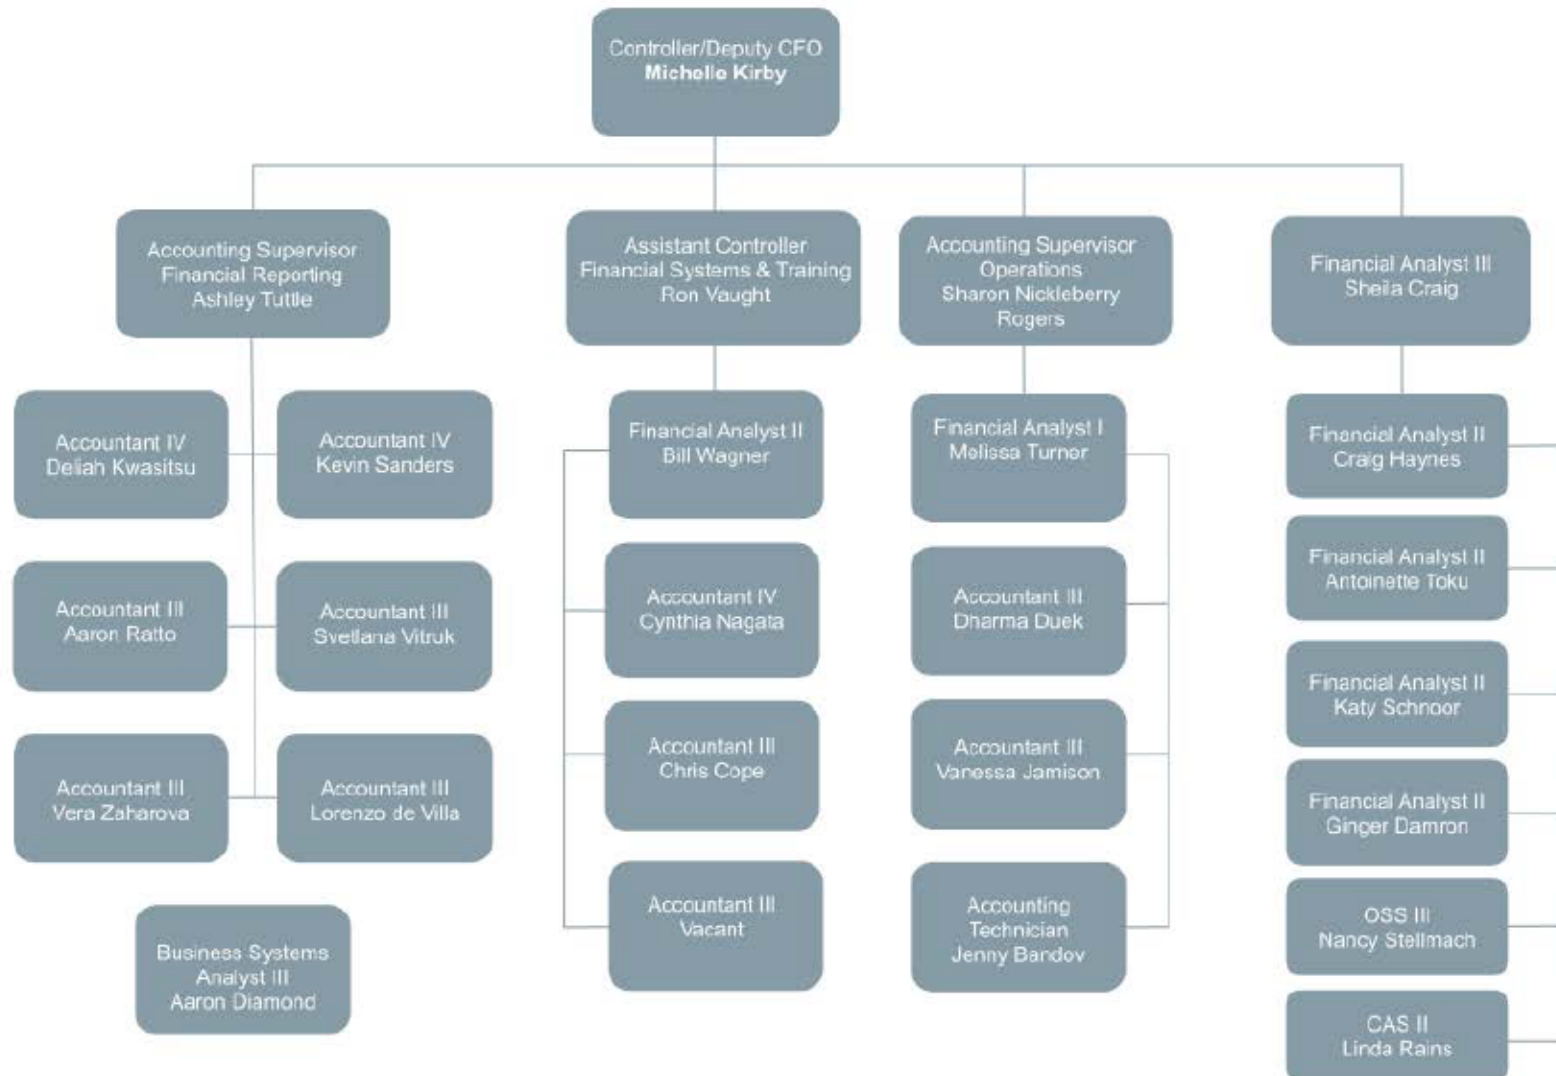 Controller/Deputy CFO
Michelle Kirby
Accounting Supervisor
Financial Reporting
Ashley Tuttle
Assistant Controller
Financial Systems & Training
Ron Vaught
Accounting Supervisor
Operations
Sharon Nickleberry
Rogers
Financial Analyst III
Sheila Craig
Accountant IV
Deliah Kwasitsu
Accountant IV
Kevin Sanders
Accountant III
Aaron Ratto
Accountant III
Svetlana Vitruk
Accountant III
Vera Zaharova
Accountant III
Lorenzo de Villa
Business Systems
Analyst III
Aaron Diamond
Financial Analyst II
Bill Wagner
Accountant IV
Cynthia Nagata
Accountant III
Chris Cope
Accountant III
Vacant
Financial Analyst I
Melissa Turner
Accountant III
Dharma Duek
Accountant III
Vanessa Jamison
Accounting
Technician
Jenny Bandov
Financial Analyst II
Craig Haynes
Financial Analyst II
Antoinette Toku
Financial Analyst II
Katy Schnoor
Financial Analyst II
Ginger Damron
OSS III
Nancy Stellmach
CAS II
Linda Rains